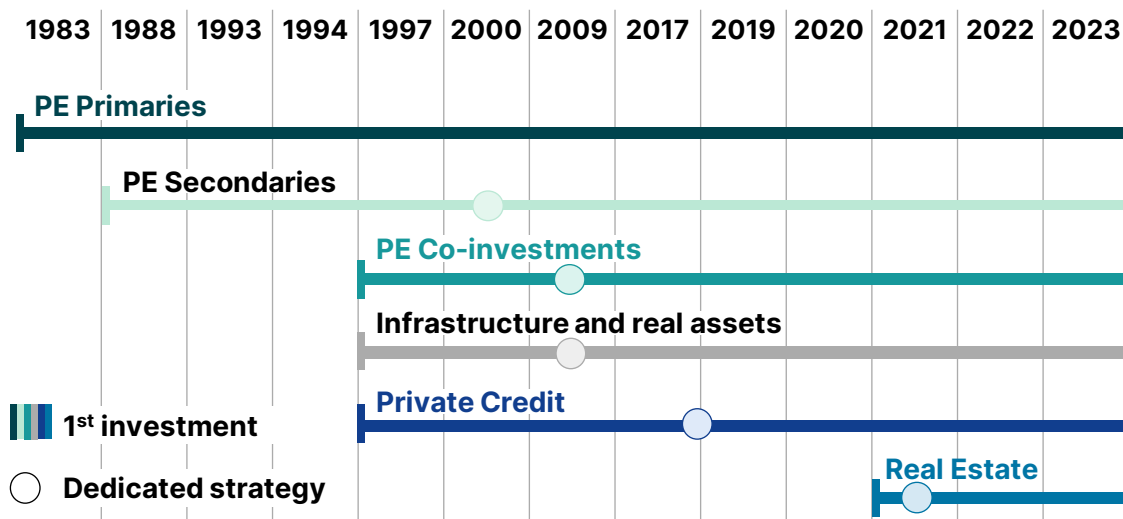 1983 1988 1993 1994 1997 2000 2009 2017 2019 2020 2021 2022 2023
PE Primaries
PE Secondaries
PE Co-investments
Infrastructure and real assets
Private Credit
1st investment
Real Estate
Dedicated strategy